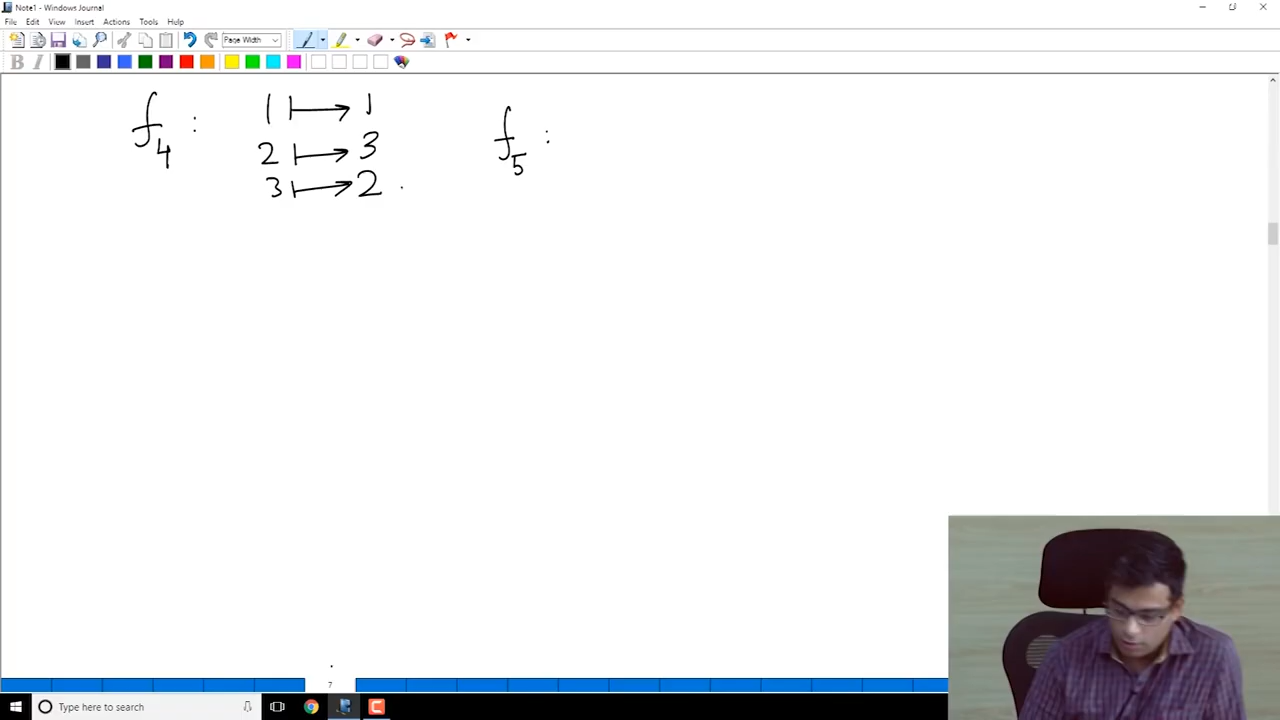 Note1 - Windows Journal
File Edit View Insert Actions Tools Help
Page Width
B I
f₄ : 1 ↦ 1
2 ↦ 3
3 ↦ 2 .
f₅ :
7
Type here to search